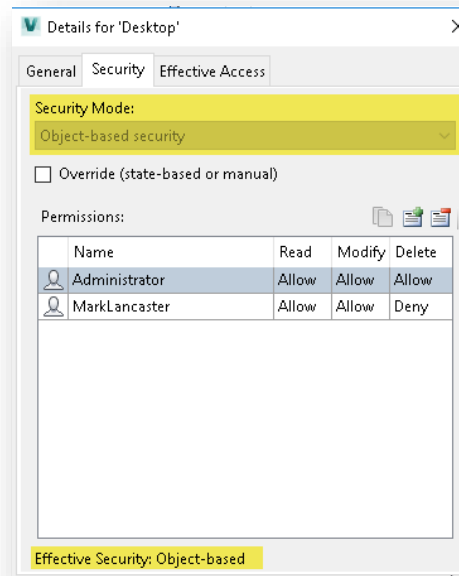 Details for 'Desktop'
General Security Effective Access
Security Mode:
Object-based security
Override (state-based or manual)
Permissions:
Name Read Modify Delete
Administrator Allow Allow Allow
MarkLancaster Allow Allow Deny
Effective Security: Object-based